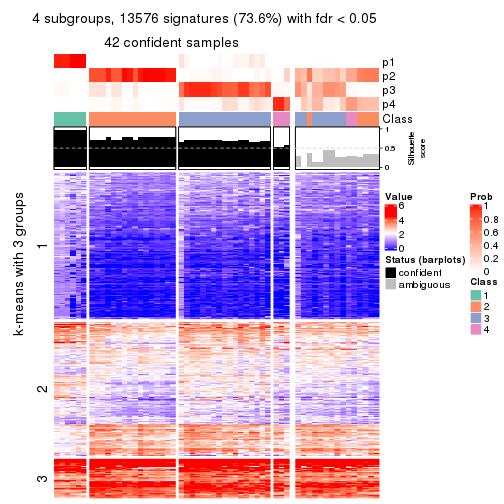 4 subgroups, 13576 signatures (73.6%) with fdr < 0.05
42 confident samples
p1
p2
p3
p4
Class
1
0.5
0
Silhouette
score
k-means with 3 groups
1
2
3
Value
6
4
2
0
Status (barplots)
confident
ambiguous
Prob
1
0.8
0.6
0.4
0.2
0
Class
1
2
3
4